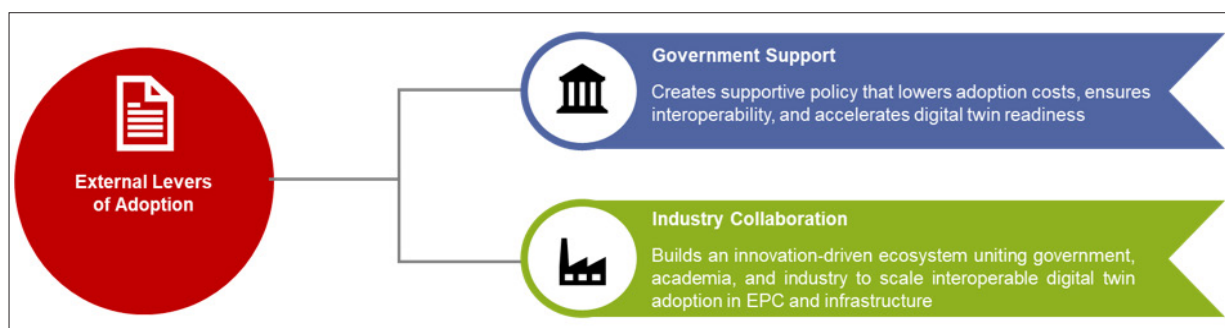 External Levers
of Adoption
Government Support
Creates supportive policy that lowers adoption costs, ensures
interoperability, and accelerates digital twin readiness
Industry Collaboration
Builds an innovation-driven ecosystem uniting government,
academia, and industry to scale interoperable digital twin
adoption in EPC and infrastructure